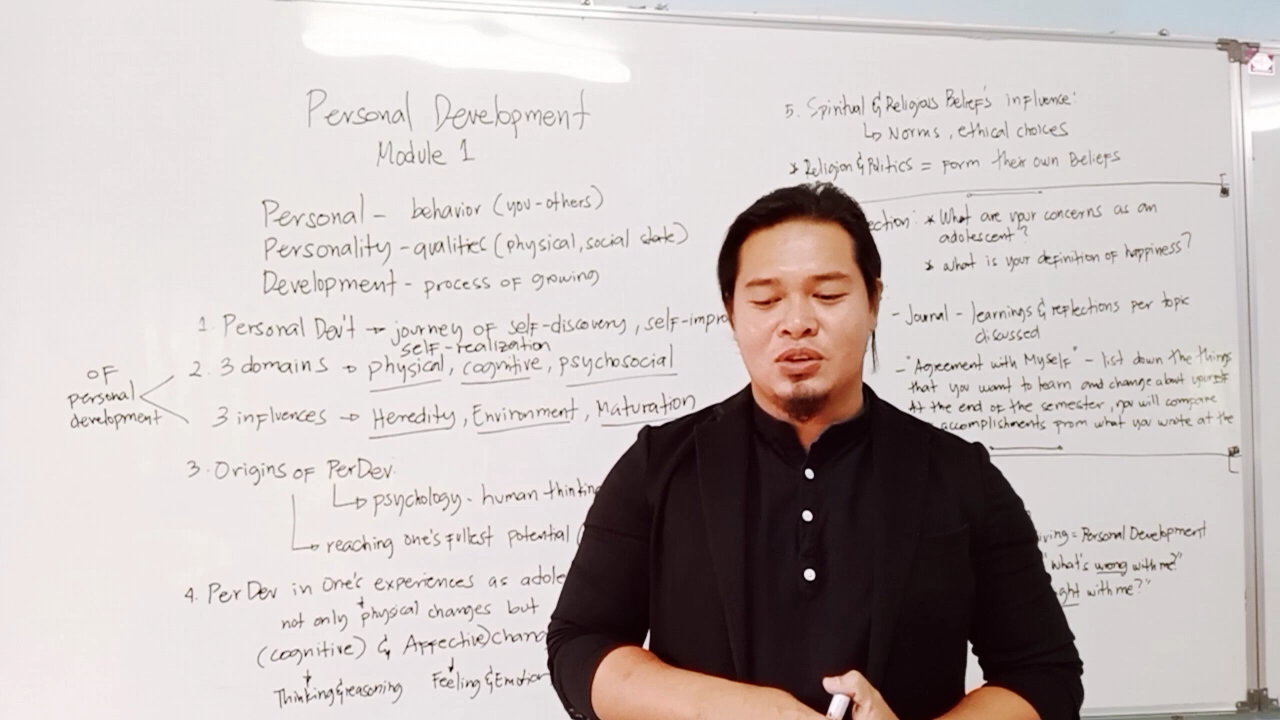 Personal Development
Module 1
Personal - behavior (you-others)
Personality - qualities (physical, social state)
Development - process of growing
1. Personal Dev't → journey of self-discovery, self-impro
self-realization
2. 3 domains → physical, cognitive, psychosocial
OF
personal
development
3 influences → Heredity, Environment, Maturation
3. Origins of PerDev.
↳ psychology - human thinking
↳ reaching one's fullest potential (
4. PerDev in one's experiences as adole
not only physical changes but
(cognitive) & Affective) chang
Thinking & reasoning Feeling & Emotion
5. Spiritual & Religious Belief's influence:
↳ Norms, ethical choices
* Religion & Politics = form their own Beliefs
ection: * What are your concerns as an
adolescent?
* what is your definition of happiness?
- Journal - learnings & reflections per topic
discussed
- "Agreement with Myself" - list down the things
that you want to learn and change about yourself
At the end of the semester, you will compare
accomplishments from what you wrote at the
iving = Personal Development
"what's wrong with me?"
ght with me?"